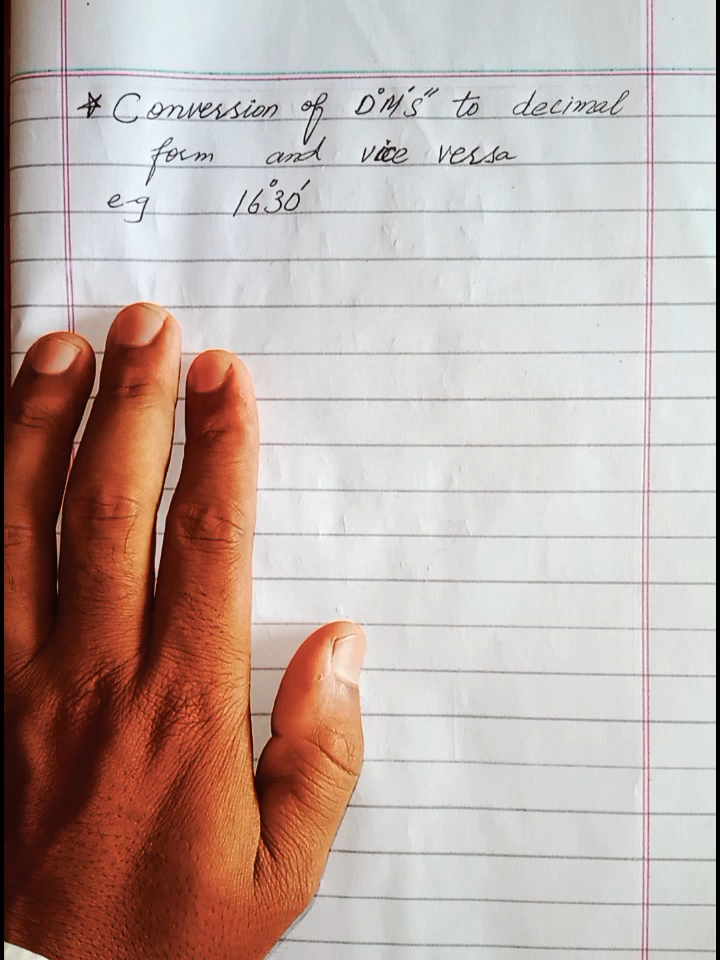 * Conversion of D°M'S" to decimal
form and vice versa
eg 16°30'